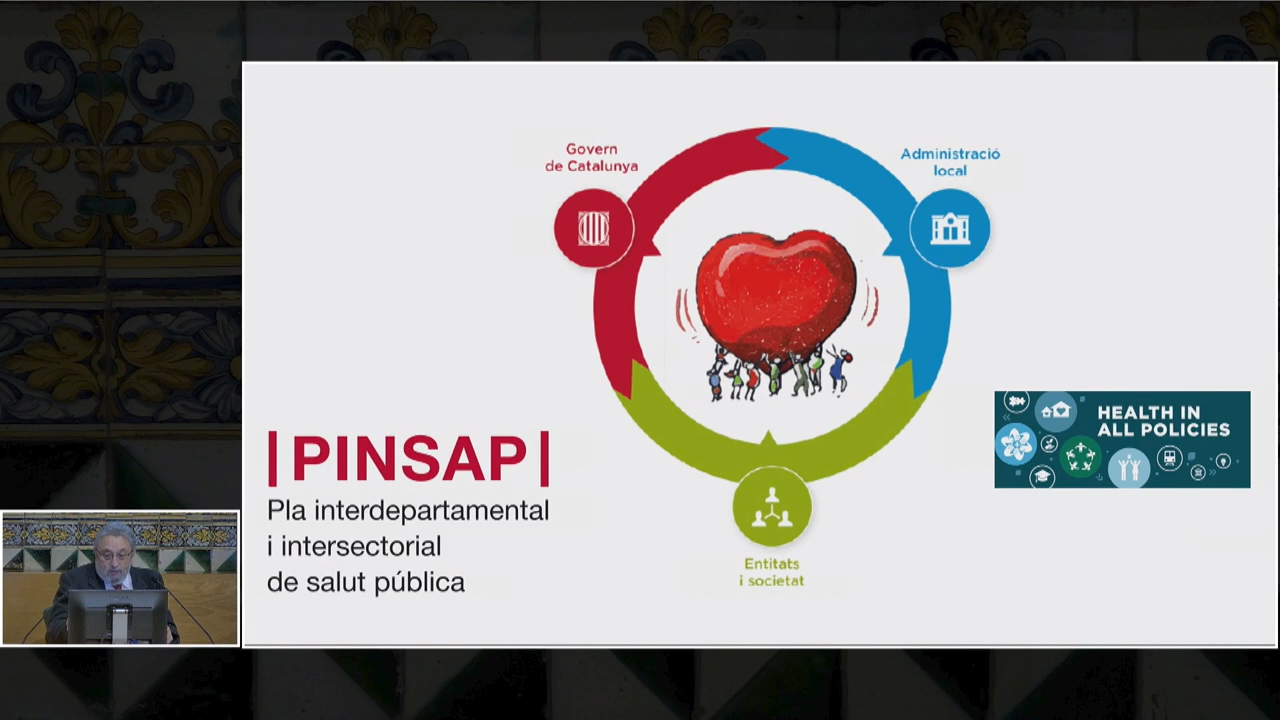 Govern
de Catalunya
Administració
local
HEALTH IN
ALL POLICIES
|PINSAP|
Pla interdepartamental
i intersectorial
de salut pública
Entitats
i societat